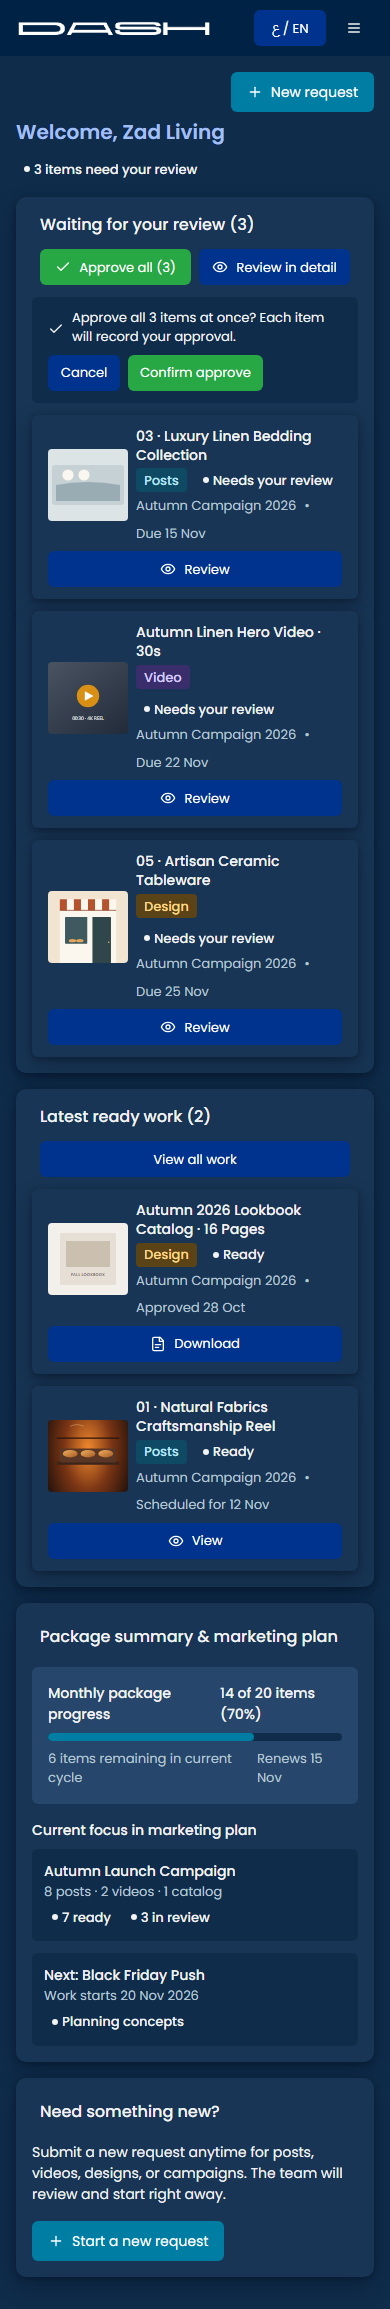 DASH
ع / EN
New request
Welcome, Zad Living
3 items need your review
Waiting for your review (3)
Approve all (3)
Review in detail
Approve all 3 items at once? Each item
will record your approval.
Cancel
Confirm approve
03 · Luxury Linen Bedding
Collection
Posts
Needs your review
Autumn Campaign 2026 •
Due 15 Nov
Review
Autumn Linen Hero Video ·
30s
Video
00:30 · 4K REEL
Needs your review
Autumn Campaign 2026 •
Due 22 Nov
Review
05 · Artisan Ceramic
Tableware
Design
Needs your review
Autumn Campaign 2026 •
Due 25 Nov
Review
Latest ready work (2)
View all work
Autumn 2026 Lookbook
Catalog · 16 Pages
Design
Ready
FALL LOOKBOOK
Autumn Campaign 2026 •
Approved 28 Oct
Download
01 · Natural Fabrics
Craftsmanship Reel
Posts
Ready
Autumn Campaign 2026 •
Scheduled for 12 Nov
View
Package summary & marketing plan
Monthly package
progress
14 of 20 items
(70%)
6 items remaining in current
cycle
Renews 15
Nov
Current focus in marketing plan
Autumn Launch Campaign
8 posts · 2 videos · 1 catalog
7 ready
3 in review
Next: Black Friday Push
Work starts 20 Nov 2026
Planning concepts
Need something new?
Submit a new request anytime for posts,
videos, designs, or campaigns. The team will
review and start right away.
Start a new request